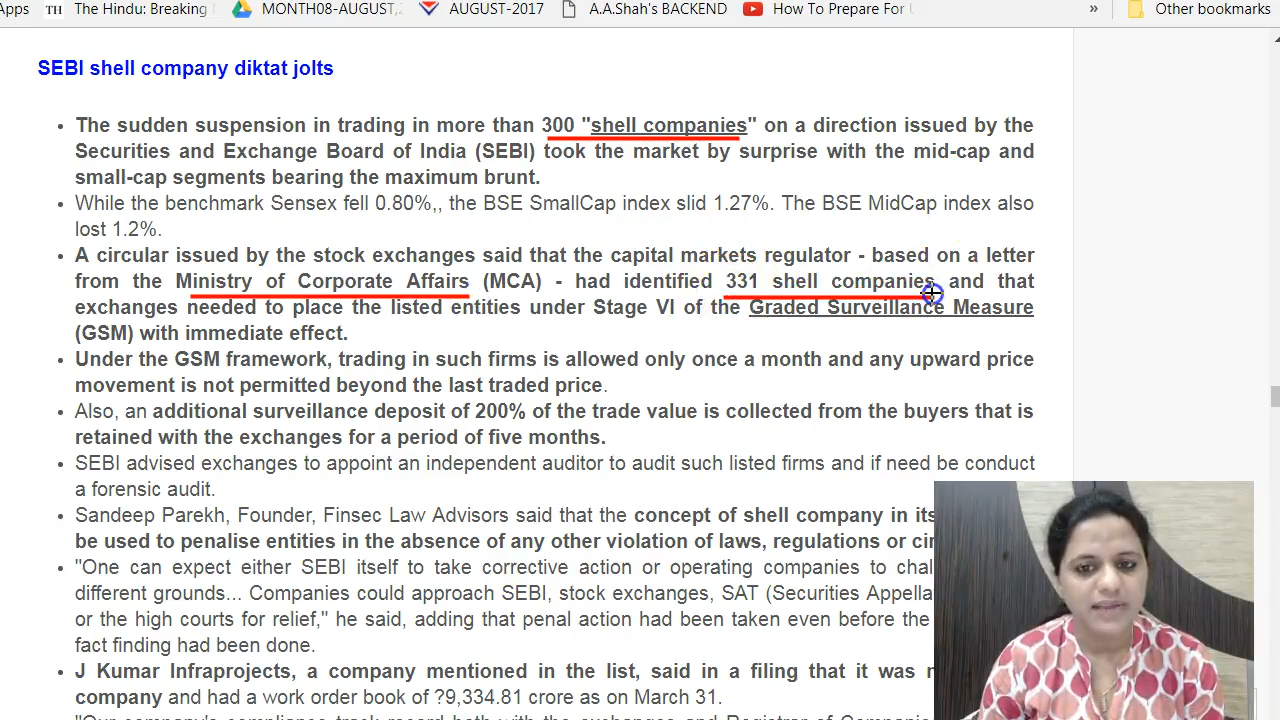 Apps TH The Hindu: Breaking MONTH08-AUGUST, AUGUST-2017 A.A.Shah's BACKEND How To Prepare For » Other bookmarks
SEBI shell company diktat jolts
• The sudden suspension in trading in more than 300 "shell companies" on a direction issued by the
Securities and Exchange Board of India (SEBI) took the market by surprise with the mid-cap and
small-cap segments bearing the maximum brunt.
• While the benchmark Sensex fell 0.80%,, the BSE SmallCap index slid 1.27%. The BSE MidCap index also
lost 1.2%.
• A circular issued by the stock exchanges said that the capital markets regulator - based on a letter
from the Ministry of Corporate Affairs (MCA) - had identified 331 shell companies and that
exchanges needed to place the listed entities under Stage VI of the Graded Surveillance Measure
(GSM) with immediate effect.
• Under the GSM framework, trading in such firms is allowed only once a month and any upward price
movement is not permitted beyond the last traded price.
• Also, an additional surveillance deposit of 200% of the trade value is collected from the buyers that is
retained with the exchanges for a period of five months.
• SEBI advised exchanges to appoint an independent auditor to audit such listed firms and if need be conduct
a forensic audit.
• Sandeep Parekh, Founder, Finsec Law Advisors said that the concept of shell company in its
be used to penalise entities in the absence of any other violation of laws, regulations or
• "One can expect either SEBI itself to take corrective action or operating companies to
different grounds... Companies could approach SEBI, stock exchanges, SAT (Securities
or the high courts for relief," he said, adding that penal action had been taken even before the
fact finding had been done.
• J Kumar Infraprojects, a company mentioned in the list, said in a filing that it was
company and had a work order book of ?9,334.81 crore as on March 31.
"Our company's compliance track record both with the exchanges and Registrar of